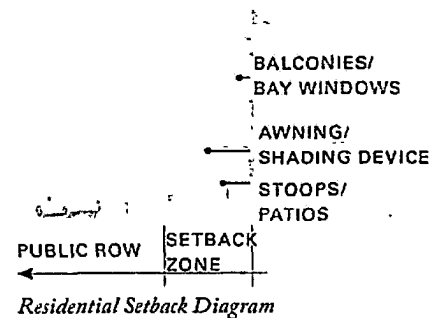 BALCONIES/
BAY WINDOWS
AWNING/
SHADING DEVICE
STOOPS/
PATIOS
PUBLIC ROW
SETBACK
ZONE
Residential Setback Diagram